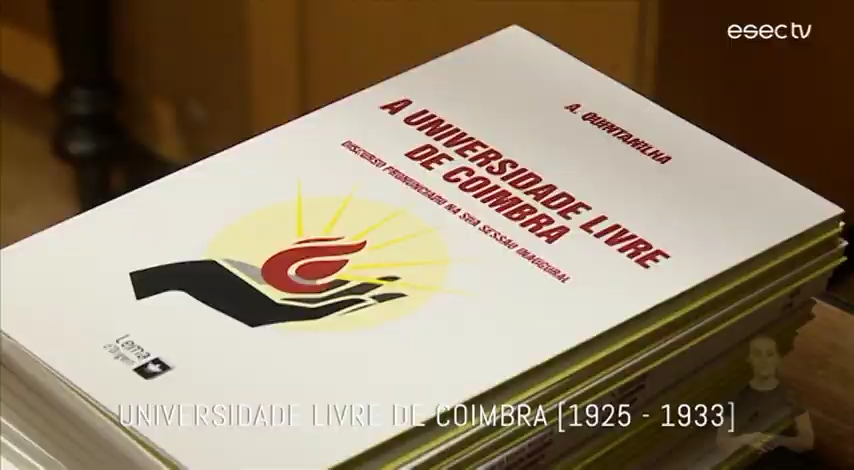 esectv
A. QUINTANILHA
A UNIVERSIDADE LIVRE
DE COIMBRA
DISCURSO PRONUNCIADO NA SUA SESSÃO INAUGURAL
Lema
d'Origem
UNIVERSIDADE LIVRE DE COIMBRA [1925 - 1933]